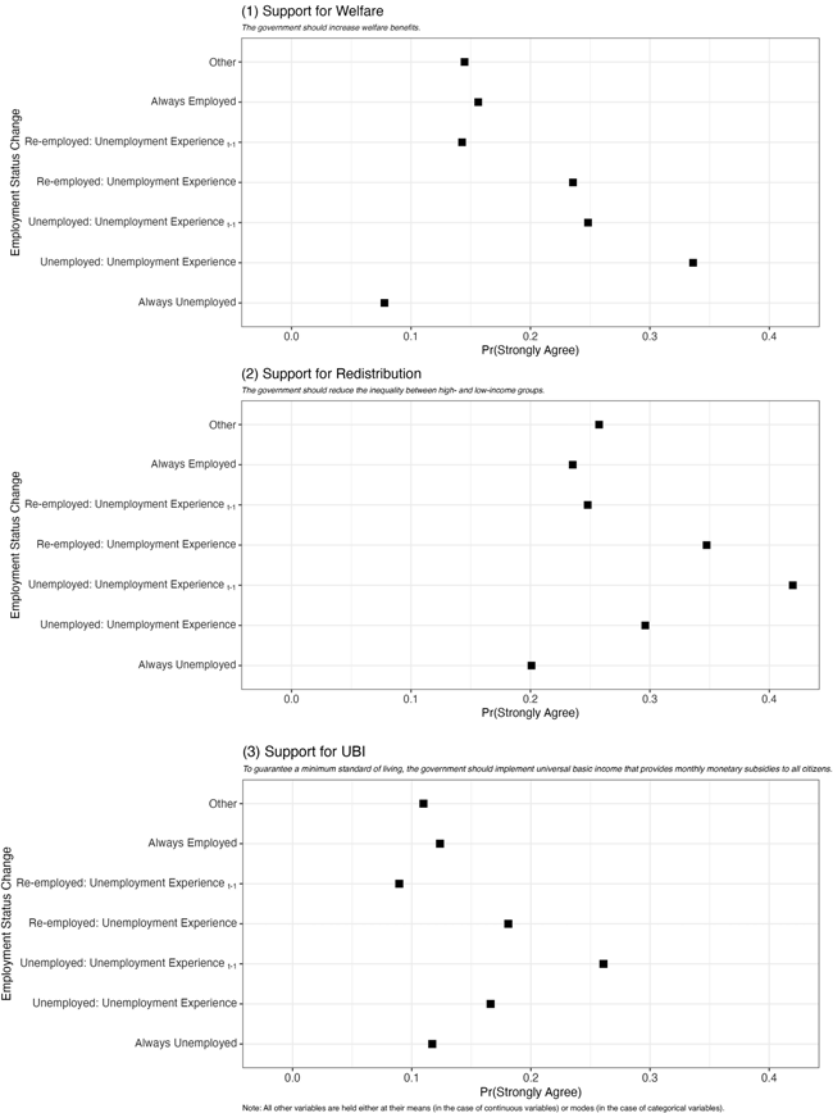 (1) Support for Welfare
The government should increase welfare benefits.
Employment Status Change
Other
Always Employed
Re-employed: Unemployment Experience t-1
Re-employed: Unemployment Experience
Unemployed: Unemployment Experience t-1
Unemployed: Unemployment Experience
Always Unemployed
0.0 0.1 0.2 0.3 0.4
Pr(Strongly Agree)
(2) Support for Redistribution
The government should reduce the inequality between high- and low-income groups.
Employment Status Change
Other
Always Employed
Re-employed: Unemployment Experience t-1
Re-employed: Unemployment Experience
Unemployed: Unemployment Experience t-1
Unemployed: Unemployment Experience
Always Unemployed
0.0 0.1 0.2 0.3 0.4
Pr(Strongly Agree)
(3) Support for UBI
To guarantee a minimum standard of living, the government should implement universal basic income that provides monthly monetary subsidies to all citizens.
Employment Status Change
Other
Always Employed
Re-employed: Unemployment Experience t-1
Re-employed: Unemployment Experience
Unemployed: Unemployment Experience t-1
Unemployed: Unemployment Experience
Always Unemployed
0.0 0.1 0.2 0.3 0.4
Pr(Strongly Agree)
Note: All other variables are held either at their means (in the case of continuous variables) or modes (in the case of categorical variables).